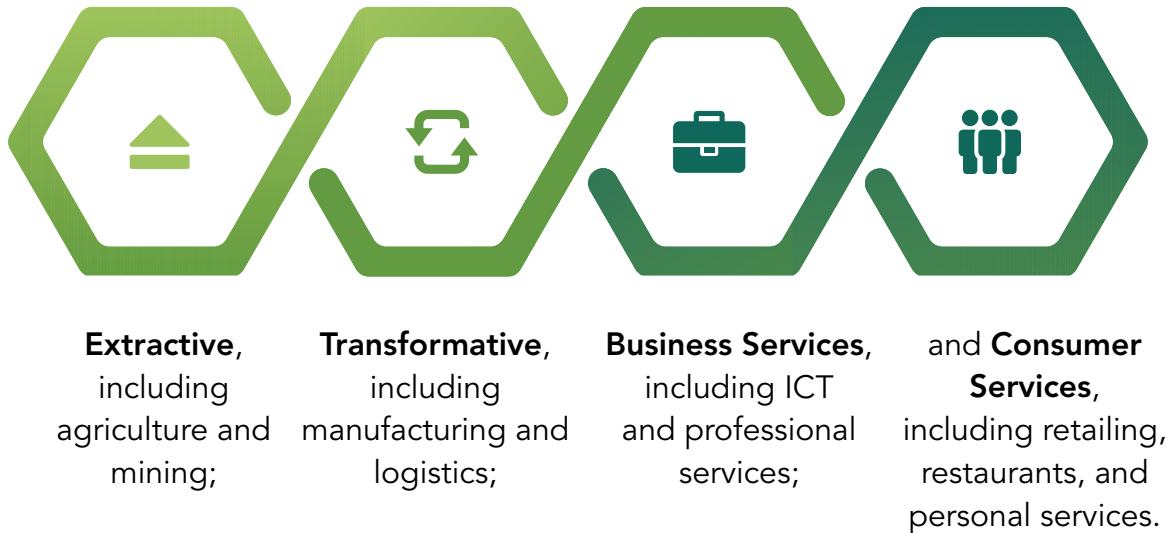 Extractive,
including
agriculture and
mining;
Transformative,
including
manufacturing and
logistics;
Business Services,
including ICT
and professional
services;
and Consumer
Services,
including retailing,
restaurants, and
personal services.